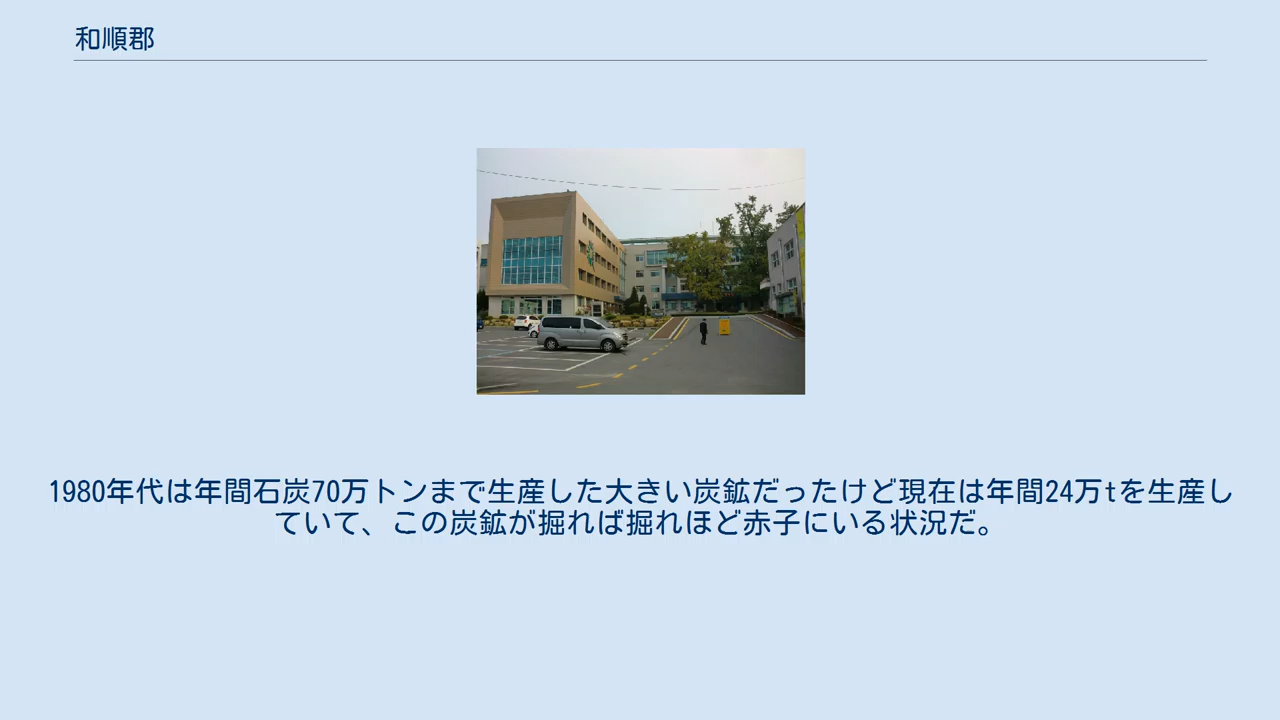 和順郡
1980年代は年間石炭70万トンまで生産した大きい炭鉱だったけど現在は年間24万tを生産し
ていて、この炭鉱が掘れば掘れほど赤子にいる状況だ。